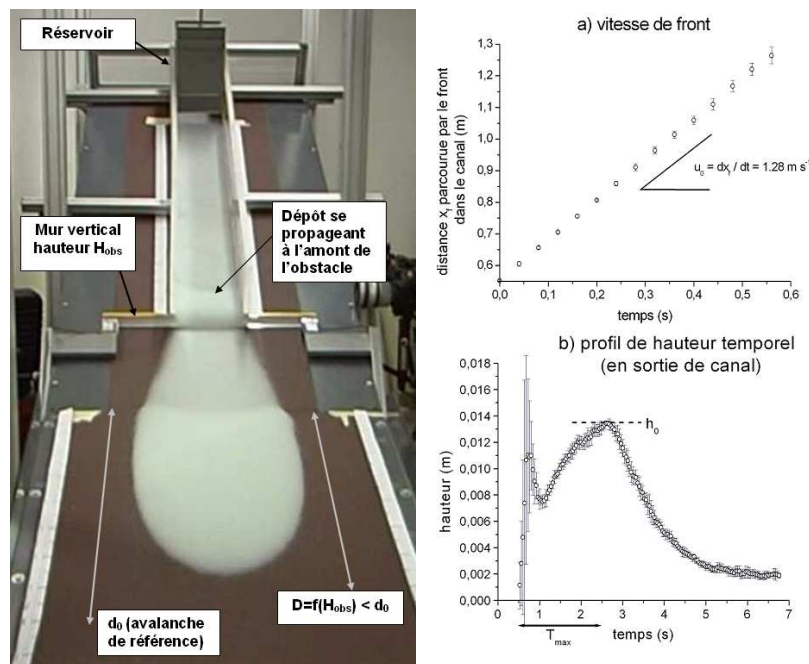 Réservoir
Mur vertical
hauteur Hobs
Dépôt se
propageant
à l'amont de
l'obstacle
d0 (avalanche
de référence)
D=f(Hobs) < d0
a) vitesse de front
distance xf parcourue par le front
dans le canal (m)
1,3
1,2
1,1
1,0
0,9
0,8
0,7
0,6
0,5
u0 = dxf / dt = 1.28 m s-1
0,0 0,1 0,2 0,3 0,4 0,5 0,6
temps (s)
b) profil de hauteur temporel
(en sortie de canal)
hauteur (m)
0,018
0,016
0,014
0,012
0,010
0,008
0,006
0,004
0,002
0,000
h0
0 1 2 3 4 5 6 7
Tmax
temps (s)